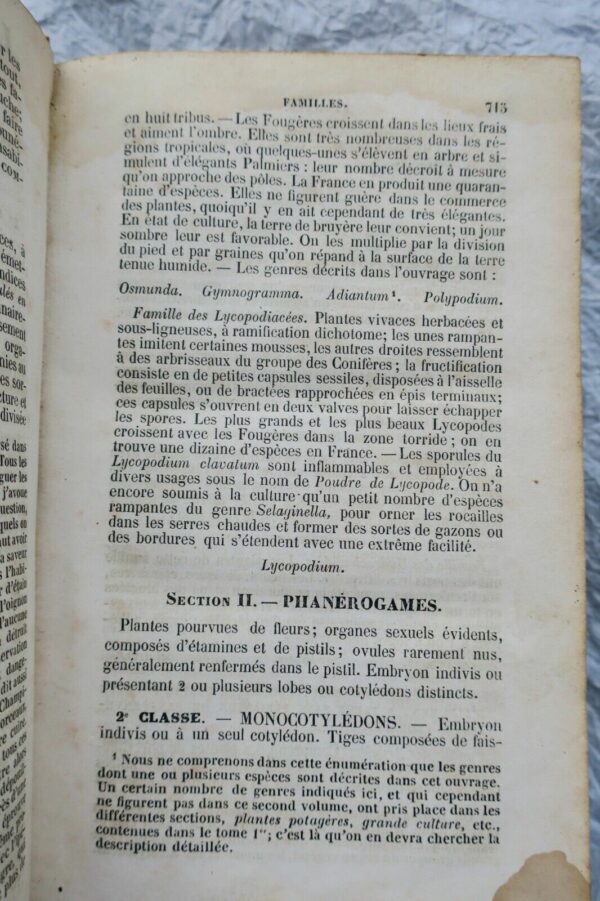 FAMILLES.
715
en huit tribus. — Les Fougères croissent dans les lieux frais
et aiment l'ombre. Elles sont très nombreuses dans les ré-
gions tropicales, où quelques-unes s'élèvent en arbre et si-
mulent d'élégants Palmiers : leur nombre décroît à mesure
qu'on approche des pôles. La France en produit une quaran-
taine d'espèces. Elles ne figurent guère dans le commerce
des plantes, quoiqu'il y en ait cependant de très élégantes.
En état de culture, la terre de bruyère leur convient; un jour
sombre leur est favorable. On les multiplie par la division
du pied et par graines qu'on répand à la surface de la terre
tenue humide. — Les genres décrits dans l'ouvrage sont :
Osmunda. Gymnogramma. Adiantum¹. Polypodium.
Famille des Lycopodiacées. Plantes vivaces herbacées et
sous-ligneuses, à ramification dichotome; les unes rampan-
tes imitent certaines mousses, les autres droites ressemblent
à des arbrisseaux du groupe des Conifères; la fructification
consiste en de petites capsules sessiles, disposées à l'aisselle
des feuilles, ou de bractées rapprochées en épis terminaux;
ces capsules s'ouvrent en deux valves pour laisser échapper
les spores. Les plus grands et les plus beaux Lycopodes
croissent avec les Fougères dans la zone torride; on en
trouve une dizaine d'espèces en France. — Les sporules du
Lycopodium clavatum sont inflammables et employées à
divers usages sous le nom de Poudre de Lycopode. On n'a
encore soumis à la culture qu'un petit nombre d'espèces
rampantes du genre Selaginella, pour orner les rocailles
dans les serres chaudes et former des sortes de gazons ou
des bordures qui s'étendent avec une extrême facilité.
Lycopodium.
SECTION II. — PHANÉROGAMES.
Plantes pourvues de fleurs; organes sexuels évidents,
composés d'étamines et de pistils; ovules rarement nus,
généralement renfermés dans le pistil. Embryon indivis ou
présentant 2 ou plusieurs lobes ou cotylédons distincts.
2e CLASSE. — MONOCOTYLÉDONS. — Embryon
indivis ou à un seul cotylédon. Tiges composées de fais-
¹ Nous ne comprenons dans cette énumération que les genres
dont une ou plusieurs espèces sont décrites dans cet ouvrage.
Un certain nombre de genres indiqués ici, et qui cependant
ne figurent pas dans ce second volume, ont pris place dans les
différentes sections, plantes potagères, grande culture, etc.,
contenues dans le tome 1er; c'est là qu'on en devra chercher la
description détaillée.